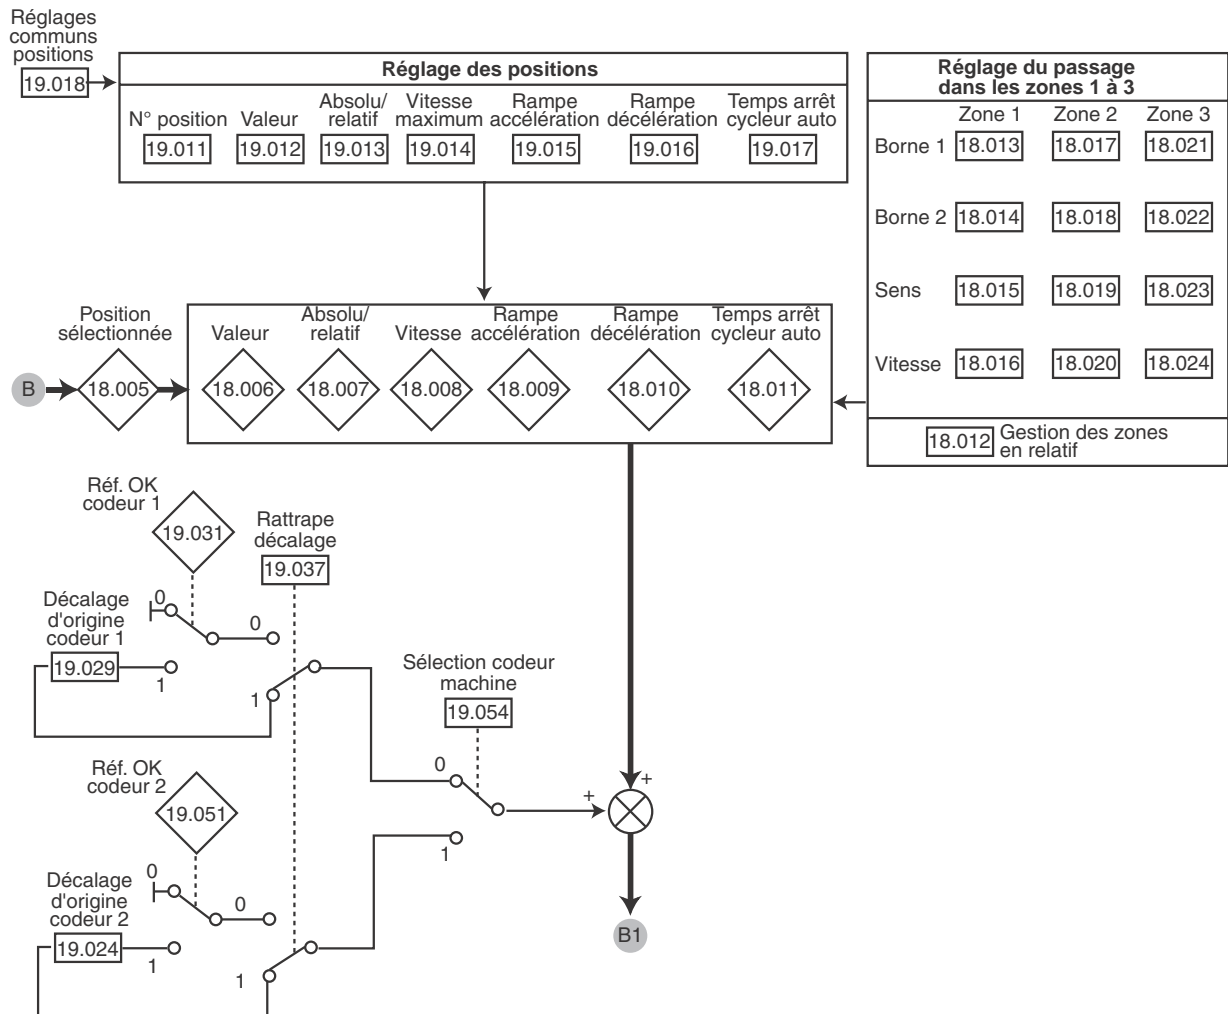 Réglages
communs
positions
19.018
Réglage des positions
N° position
Valeur
Absolu/
relatif
Vitesse
maximum
Rampe
accélération
Rampe
décélération
Temps arrêt
cycleur auto
19.011
19.012
19.013
19.014
19.015
19.016
19.017
Réglage du passage
dans les zones 1 à 3
Zone 1
Zone 2
Zone 3
Borne 1
18.013
18.017
18.021
Borne 2
18.014
18.018
18.022
Sens
18.015
18.019
18.023
Vitesse
18.016
18.020
18.024
18.012
Gestion des zones
en relatif
B
Position
sélectionnée
18.005
Valeur
Absolu/
relatif
Vitesse
Rampe
accélération
Rampe
décélération
Temps arrêt
cycleur auto
18.006
18.007
18.008
18.009
18.010
18.011
Réf. OK
codeur 1
19.031
Rattrape
décalage
19.037
Décalage
d'origine
codeur 1
19.029
0
0
1
1
Sélection codeur
machine
19.054
0
1
+
+
Réf. OK
codeur 2
19.051
Décalage
d'origine
codeur 2
19.024
0
0
1
1
B1